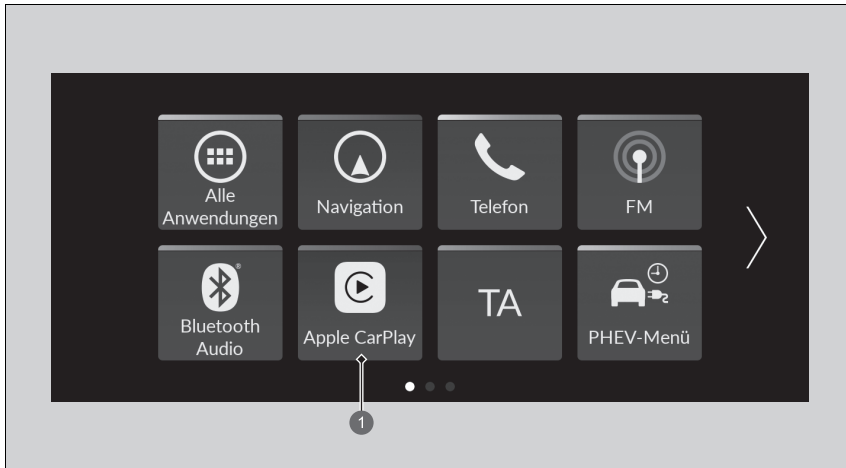 Alle
Anwendungen
Navigation
Telefon
FM
Bluetooth®
Audio
Apple CarPlay
TA
PHEV-Menü
1